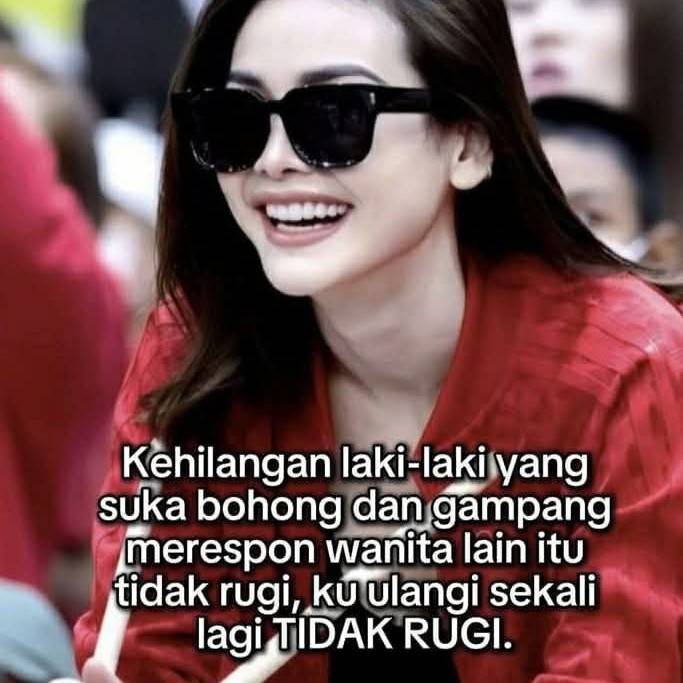 Kehilangan laki-laki yang
suka bohong dan gampang
merespon wanita lain itu
tidak rugi, ku ulangi sekali
lagi TIDAK RUGI.